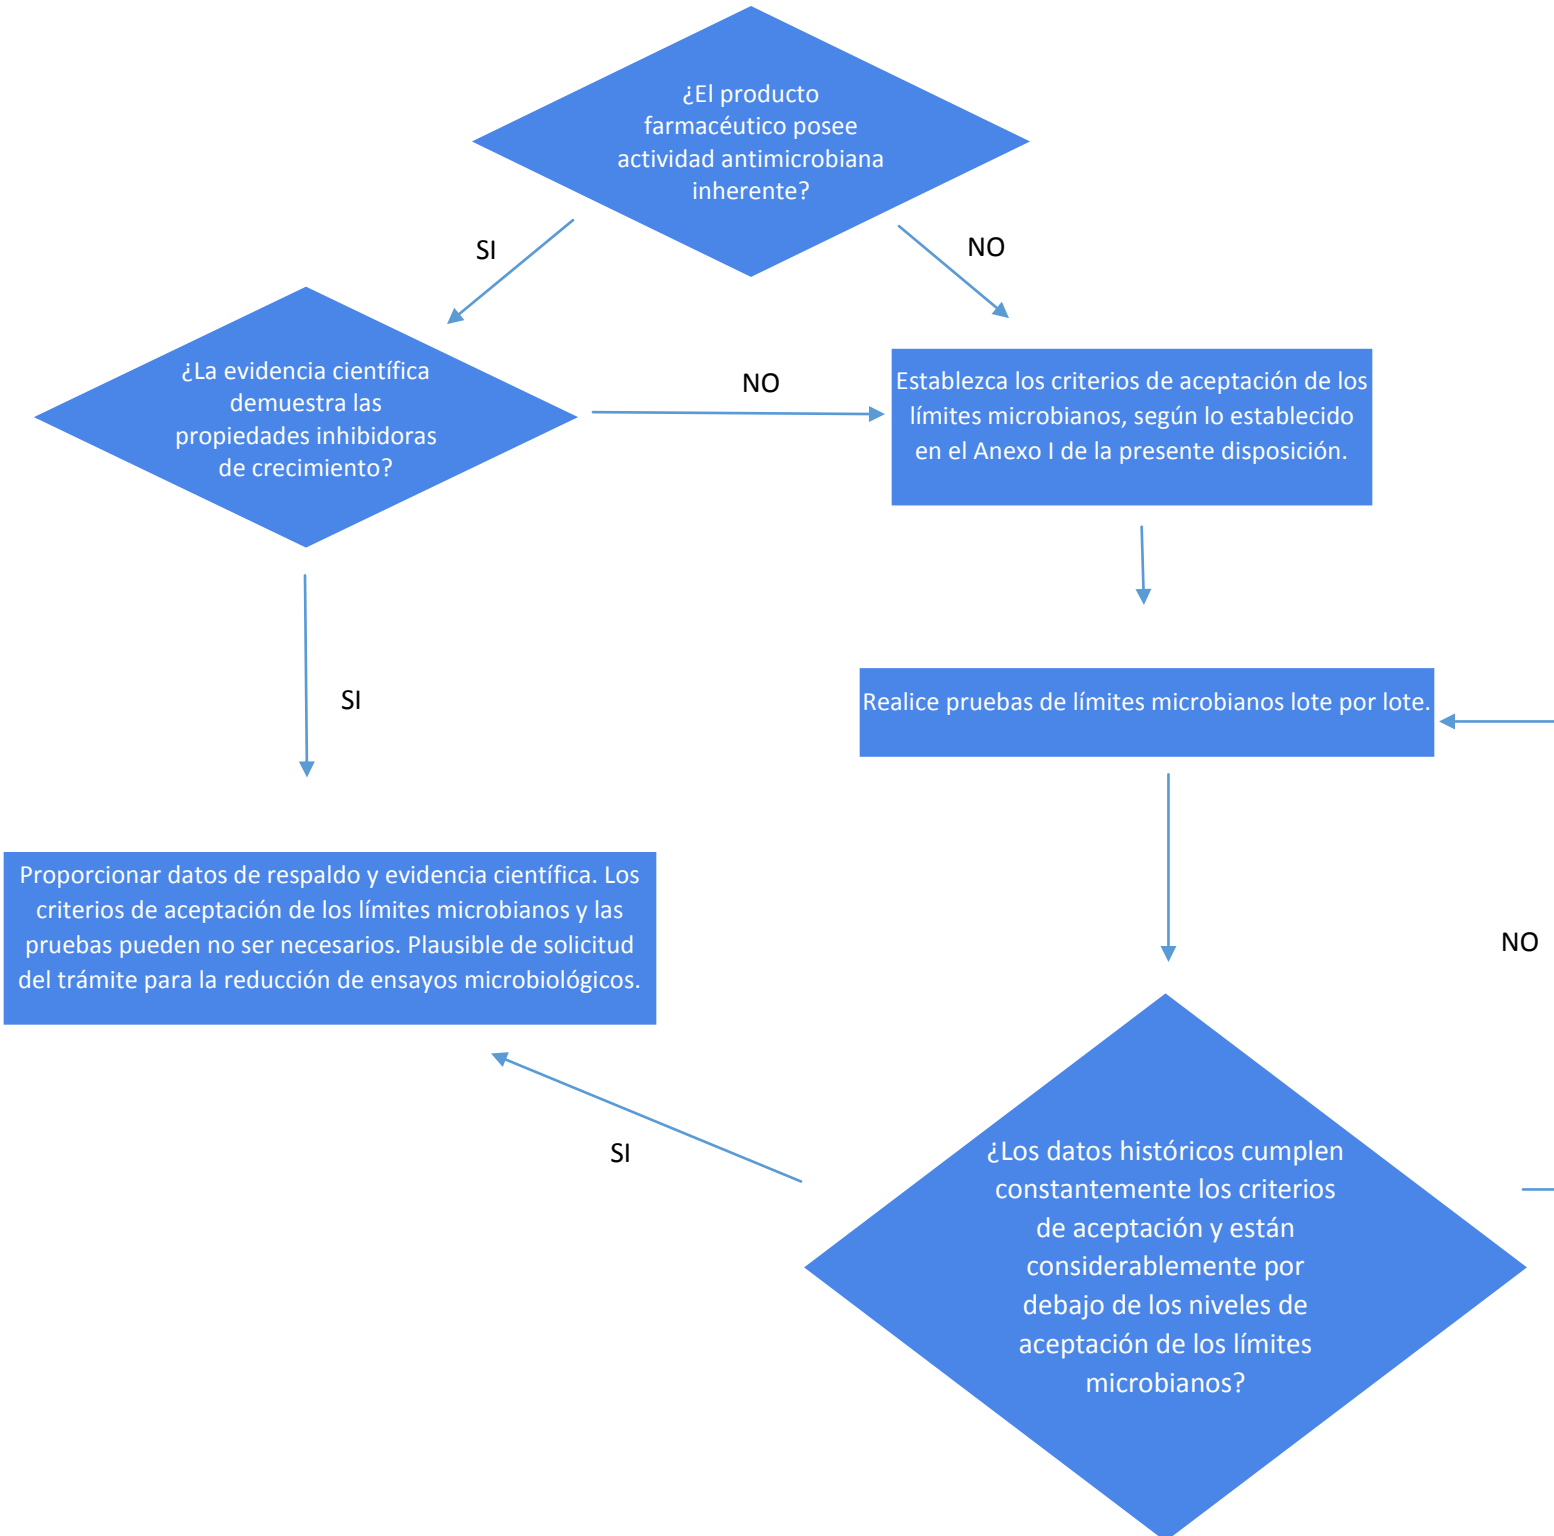 ¿El producto
farmacéutico posee
actividad antimicrobiana
inherente?
SI
NO
¿La evidencia científica
demuestra las
propiedades inhibidoras
de crecimiento?
NO
Establezca los criterios de aceptación de los
límites microbianos, según lo establecido
en el Anexo I de la presente disposición.
SI
Realice pruebas de límites microbianos lote por lote.
Proporcionar datos de respaldo y evidencia científica. Los
criterios de aceptación de los límites microbianos y las
pruebas pueden no ser necesarios. Plausible de solicitud
del trámite para la reducción de ensayos microbiológicos.
NO
SI
¿Los datos históricos cumplen
constantemente los criterios
de aceptación y están
considerablemente por
debajo de los niveles de
aceptación de los límites
microbianos?